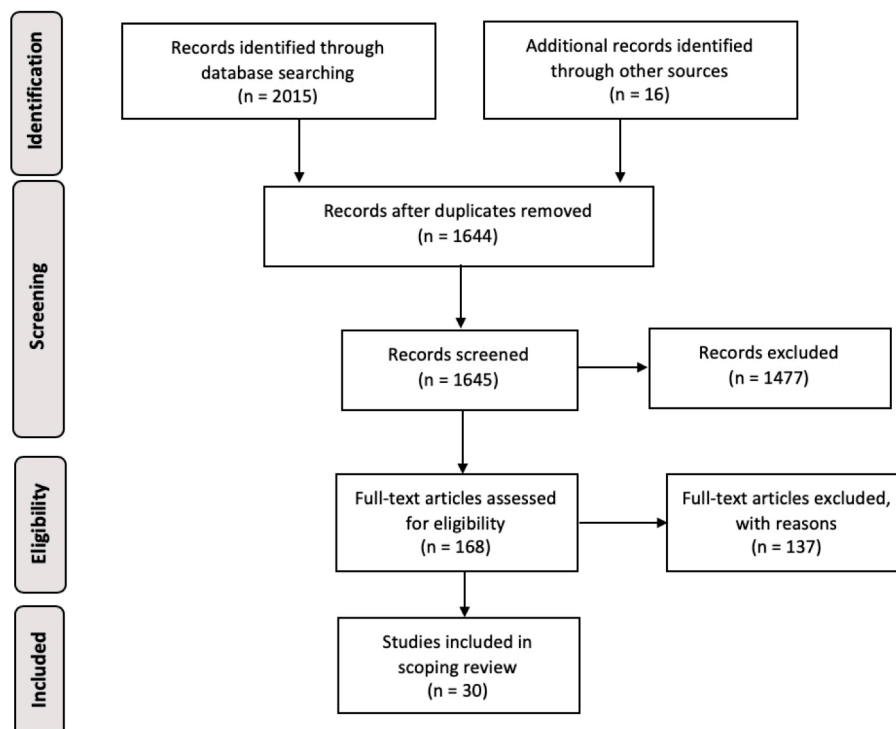 Identification
Records identified through
database searching
(n = 2015)
Additional records identified
through other sources
(n = 16)
Screening
Records after duplicates removed
(n = 1644)
Records screened
(n = 1645)
Records excluded
(n = 1477)
Eligibility
Full-text articles assessed
for eligibility
(n = 168)
Full-text articles excluded,
with reasons
(n = 137)
Included
Studies included in
scoping review
(n = 30)